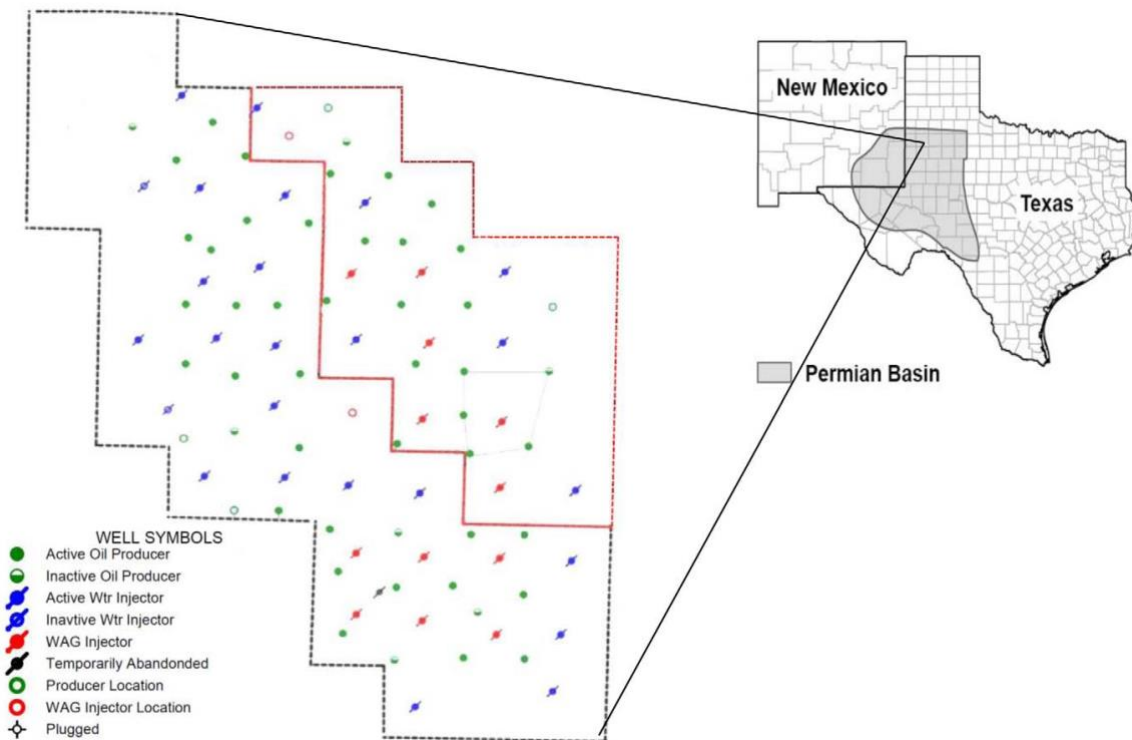 New Mexico
Texas
Permian Basin
WELL SYMBOLS
Active Oil Producer
Inactive Oil Producer
Active Wtr Injector
Inavtive Wtr Injector
WAG Injector
Temporarily Abandonded
Producer Location
WAG Injector Location
Plugged